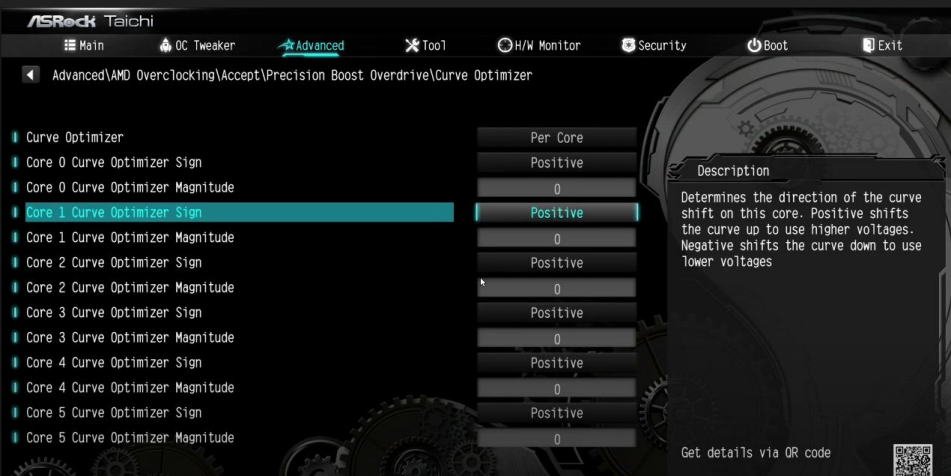 ASRock Taichi
Main OC Tweaker Advanced Tool H/W Monitor Security Boot Exit
Advanced\AMD Overclocking\Accept\Precision Boost Overdrive\Curve Optimizer
Curve Optimizer Per Core
Core 0 Curve Optimizer Sign Positive
Core 0 Curve Optimizer Magnitude 0
Core 1 Curve Optimizer Sign Positive
Core 1 Curve Optimizer Magnitude 0
Core 2 Curve Optimizer Sign Positive
Core 2 Curve Optimizer Magnitude 0
Core 3 Curve Optimizer Sign Positive
Core 3 Curve Optimizer Magnitude 0
Core 4 Curve Optimizer Sign Positive
Core 4 Curve Optimizer Magnitude 0
Core 5 Curve Optimizer Sign Positive
Core 5 Curve Optimizer Magnitude 0
Description
Determines the direction of the curve
shift on this core. Positive shifts
the curve up to use higher voltages.
Negative shifts the curve down to use
lower voltages
Get details via QR code